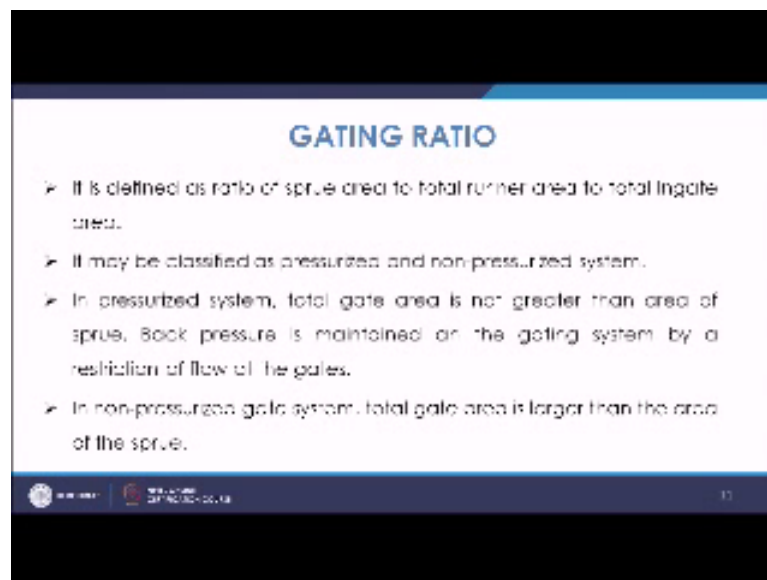 GATING RATIO
➢ It is defined as ratio of sprue area to total runner area to total ingate
area.
➢ It may be classified as pressurized and non-pressurized system.
➢ In pressurized system, total gate area is not greater than area of
sprue. Back pressure is maintained on the gating system by a
restriction of flow at the gates.
➢ In non-pressurized gate system, total gate area is larger than the area
of the sprue.
CERTIFICATION COURSE